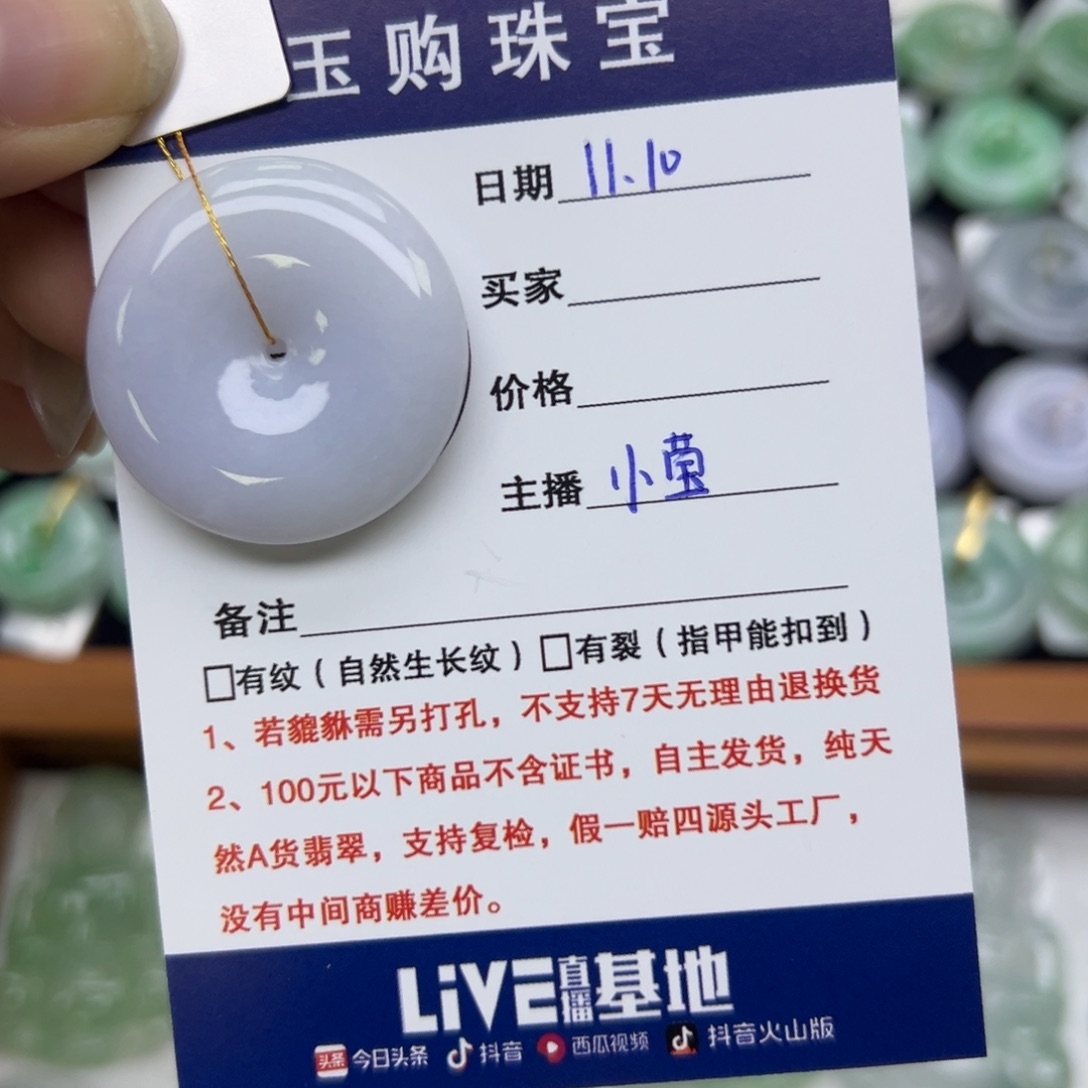 玉购珠宝
日期 11.10
买家
价格
主播 小莹
备注
□有纹（自然生长纹）□有裂（指甲能扣到）
1、若貔貅需另打孔，不支持7天无理由退换货
2、100元以下商品不含证书，自主发货，纯天
然A货翡翠，支持复检，假一赔四源头工厂，
没有中间商赚差价。
LiVE直播基地
头条 今日头条 抖音 西瓜视频 抖音火山版